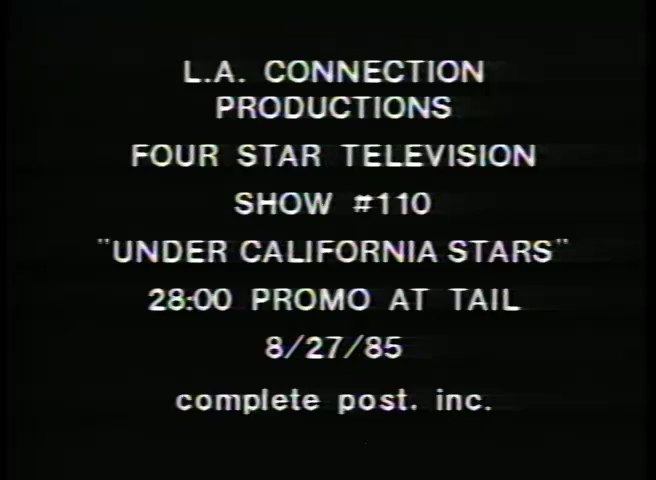 L.A. CONNECTION
PRODUCTIONS
FOUR STAR TELEVISION
SHOW #110
"UNDER CALIFORNIA STARS"
28:00 PROMO AT TAIL
8/27/85
complete post. inc.